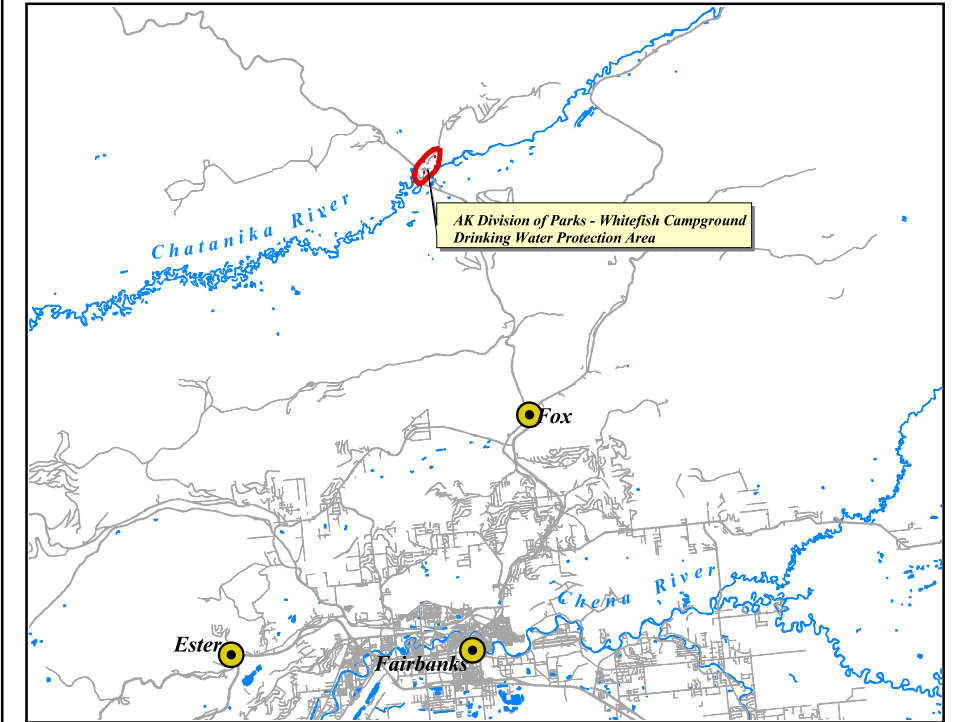 AK Division of Parks - Whitefish Campground
Drinking Water Protection Area
Chatanika River
Fox
Chena River
Ester
Fairbanks